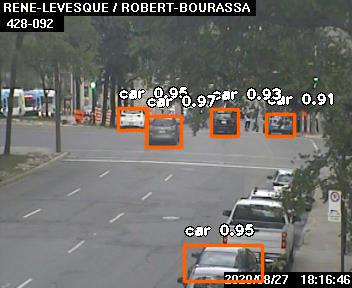 RENE-LEVESQUE / ROBERT-BOURASSA
428-092
car 0.95
car 0.97
car 0.93
car 0.91
car 0.95
2020/08/27 18:16:46